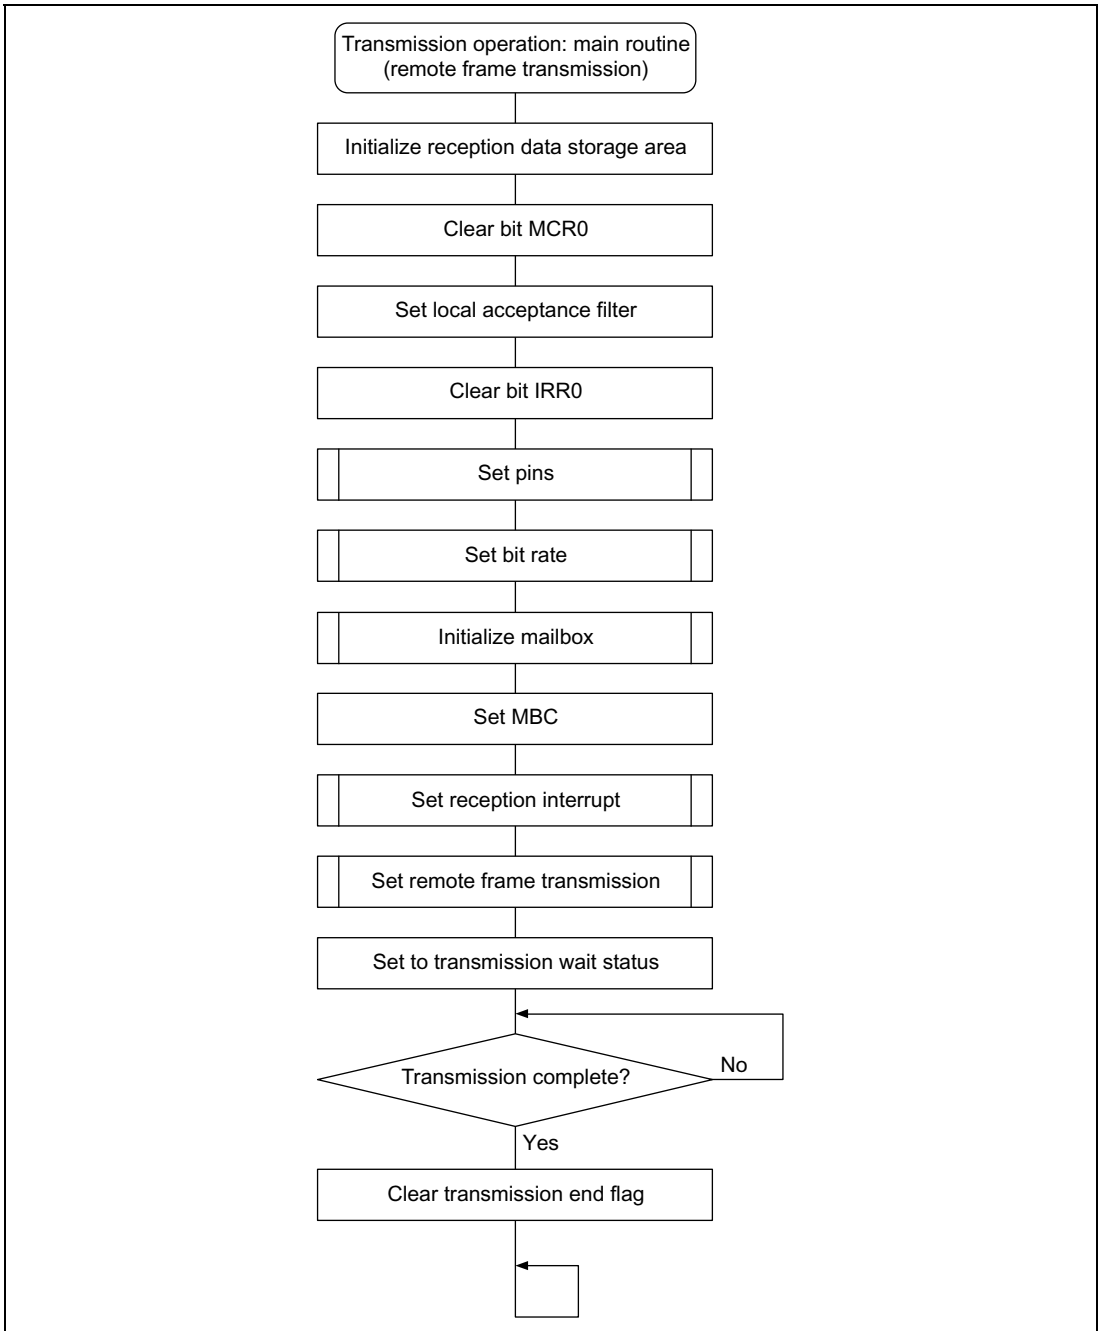 Transmission operation: main routine
(remote frame transmission)
Initialize reception data storage area
Clear bit MCR0
Set local acceptance filter
Clear bit IRR0
Set pins
Set bit rate
Initialize mailbox
Set MBC
Set reception interrupt
Set remote frame transmission
Set to transmission wait status
Transmission complete?
No
Yes
Clear transmission end flag